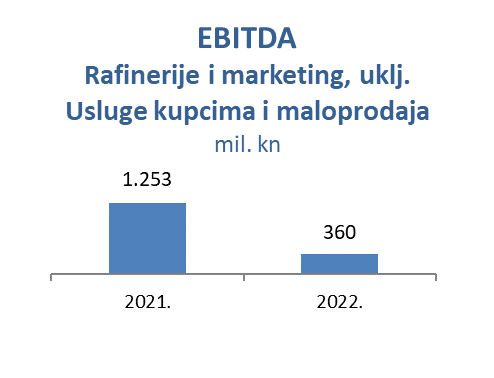 EBITDA
Rafinerije i marketing, uklj.
Usluge kupcima i maloprodaja
mil. kn
1.253
360
2021.
2022.